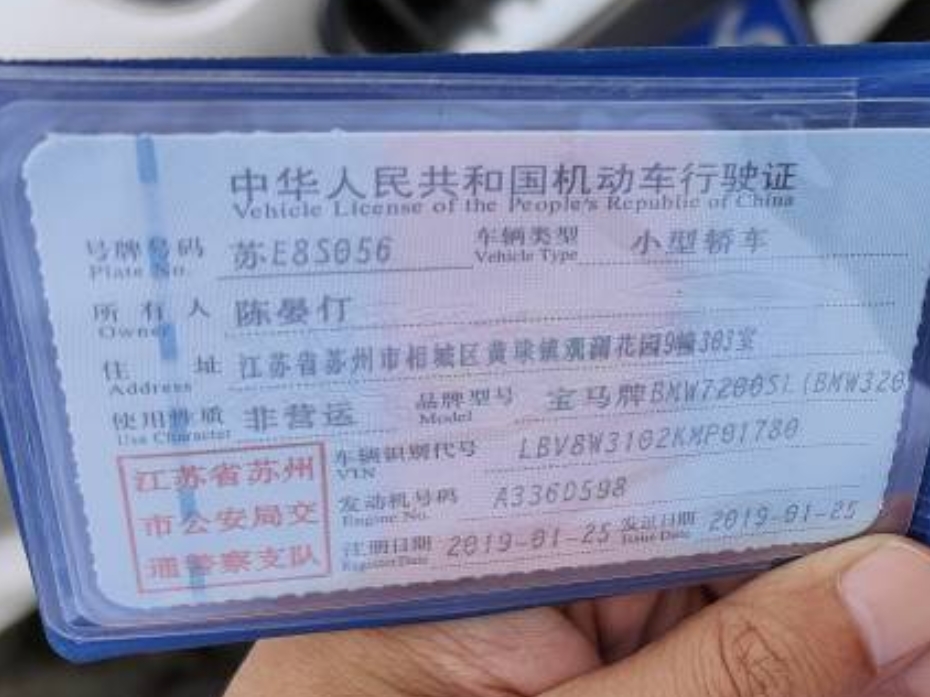 中华人民共和国机动车行驶证
Vehicle License of the People's Republic of China
号牌号码 苏E8S056 车辆类型 小型轿车
Plate No. Vehicle Type
所有人 陈晏仃
Owner
住址 江苏省苏州市相城区黄埭镇观澜花园9幢303室
Address
使用性质 非营运 品牌型号 宝马牌BMW7200SL(BMW320
Use Character Model
江苏省苏州 车辆识别代号 LBV8W3102KMP01780
VIN
市公安局交 发动机号码 A336D598
Engine No.
通警察支队 注册日期 2019-01-25 发证日期 2019-01-25
Register Date Issue Date